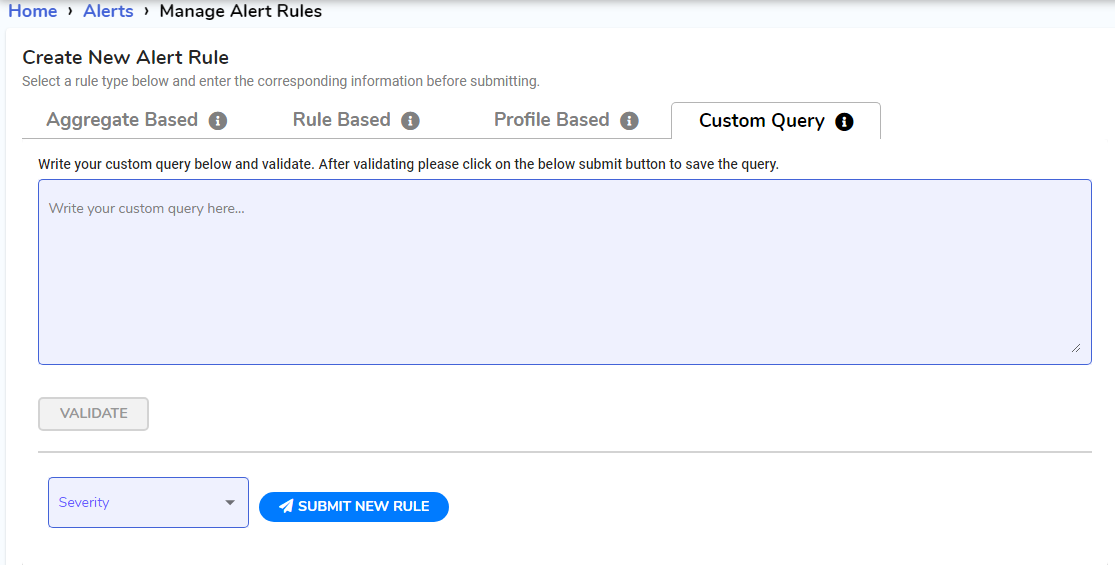 Home › Alerts › Manage Alert Rules
Create New Alert Rule
Select a rule type below and enter the corresponding information before submitting.
Aggregate Based Rule Based Profile Based Custom Query
Write your custom query below and validate. After validating please click on the below submit button to save the query.
Write your custom query here...
VALIDATE
Severity SUBMIT NEW RULE